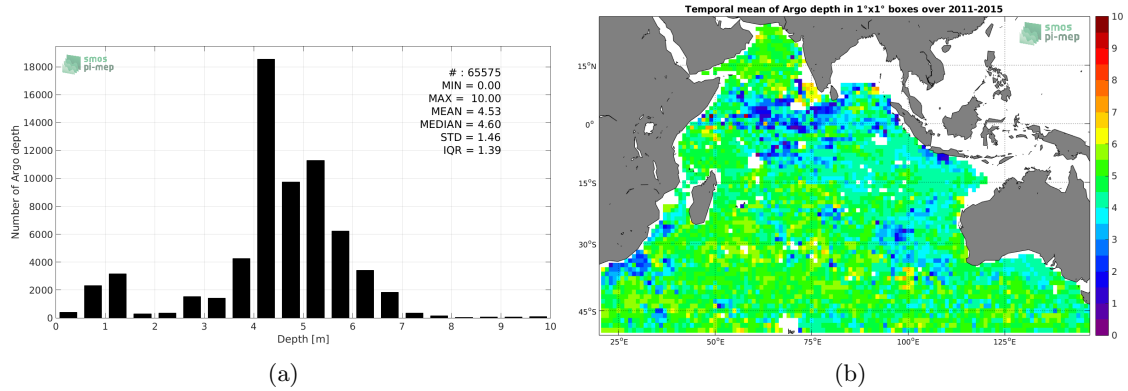 smos
pi-mep
# : 65575
MIN = 0.00
MAX = 10.00
MEAN = 4.53
MEDIAN = 4.60
STD = 1.46
IQR = 1.39
Number of Argo depth
18000
16000
14000
12000
10000
8000
6000
4000
2000
0
0 1 2 3 4 5 6 7 8 9 10
Depth [m]
(a)
Temporal mean of Argo depth in 1°x1° boxes over 2011-2015
smos
pi-mep
15°N
0°
15°S
30°S
45°S
25°E 50°E 75°E 100°E 125°E
10
9
8
7
6
5
4
3
2
1
0
(b)